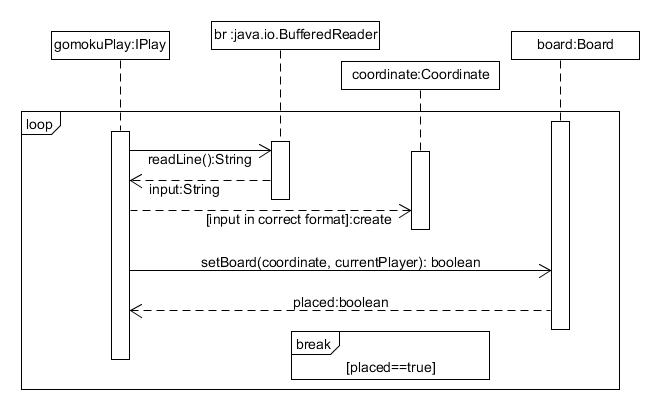 br :java.io.BufferedReader
gomokuPlay:IPlay
board:Board
coordinate:Coordinate
loop
readLine():String
input:String
[input in correct format]:create
setBoard(coordinate, currentPlayer): boolean
placed:boolean
break
[placed==true]